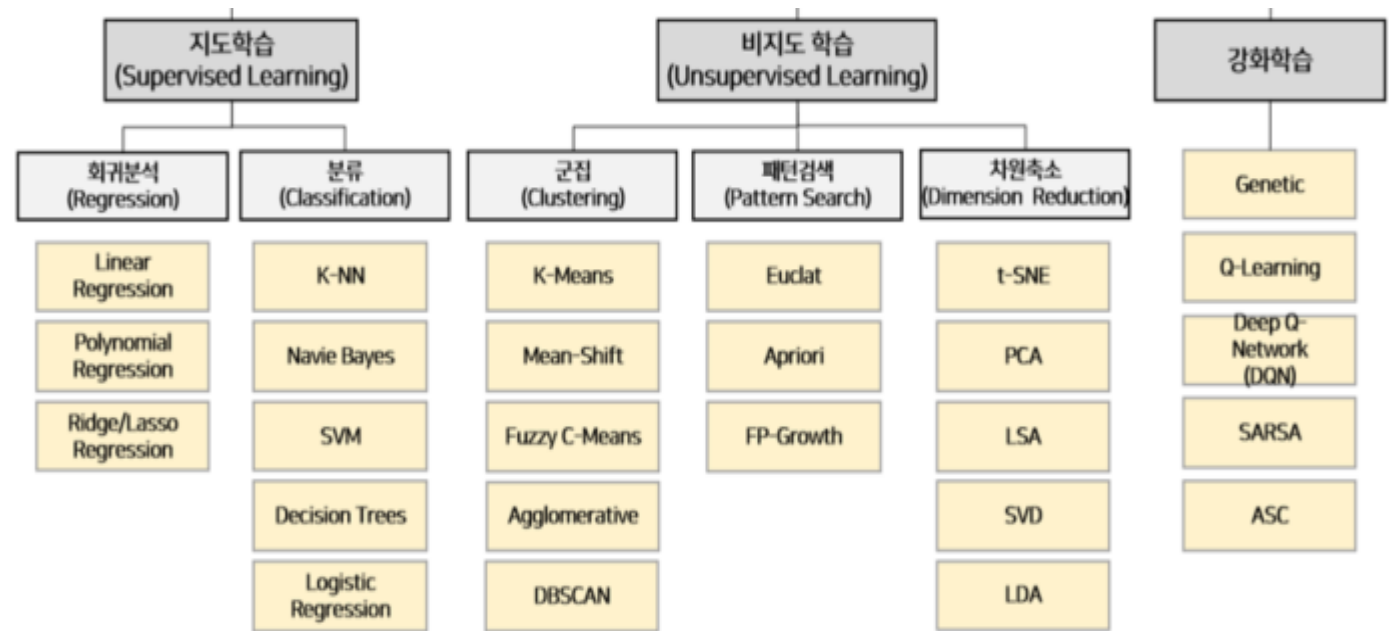 지도학습
(Supervised Learning)
비지도 학습
(Unsupervised Learning)
강화학습
회귀분석
(Regression)
분류
(Classification)
군집
(Clustering)
패턴검색
(Pattern Search)
차원축소
(Dimension Reduction)
Linear
Regression
Polynomial
Regression
Ridge/Lasso
Regression
K-NN
Navie Bayes
SVM
Decision Trees
Logistic
Regression
K-Means
Mean-Shift
Fuzzy C-Means
Agglomerative
DBSCAN
Euclat
Apriori
FP-Growth
t-SNE
PCA
LSA
SVD
LDA
Genetic
Q-Learning
Deep Q-
Network
(DQN)
SARSA
ASC